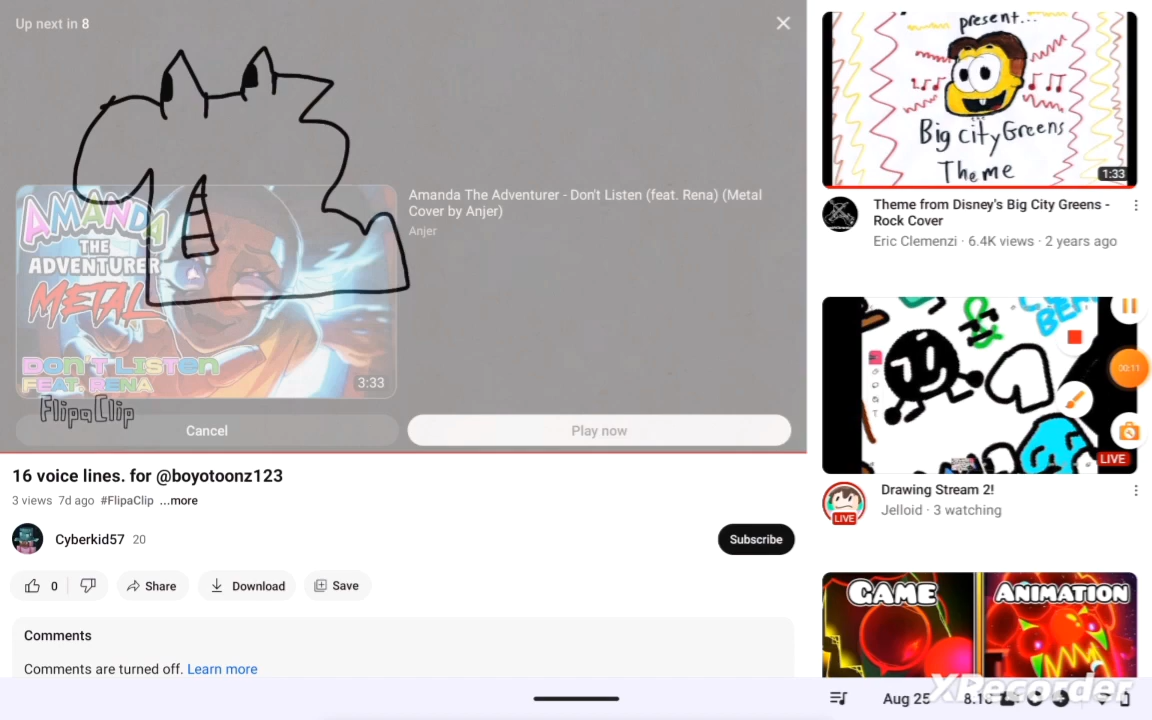 Up next in 8
AMANDA
THE
ADVENTURER
METAL
DON'T LISTEN
FEAT. RENA
3:33
FlipaClip
Amanda The Adventurer - Don't Listen (feat. Rena) (Metal
Cover by Anjer)
Anjer
Cancel
Play now
16 voice lines. for @boyotoonz123
3 views 7d ago #FlipaClip ...more
Cyberkid57 20
Subscribe
0
Share
Download
Save
Comments
Comments are turned off. Learn more
present...
Big city Greens
Theme
1:33
Theme from Disney's Big City Greens -
Rock Cover
Eric Clemenzi · 6.4K views · 2 years ago
&
00:11
LIVE
Drawing Stream 2!
LIVE
Jelloid · 3 watching
GAME
ANIMATION
XRecorder
Aug 25